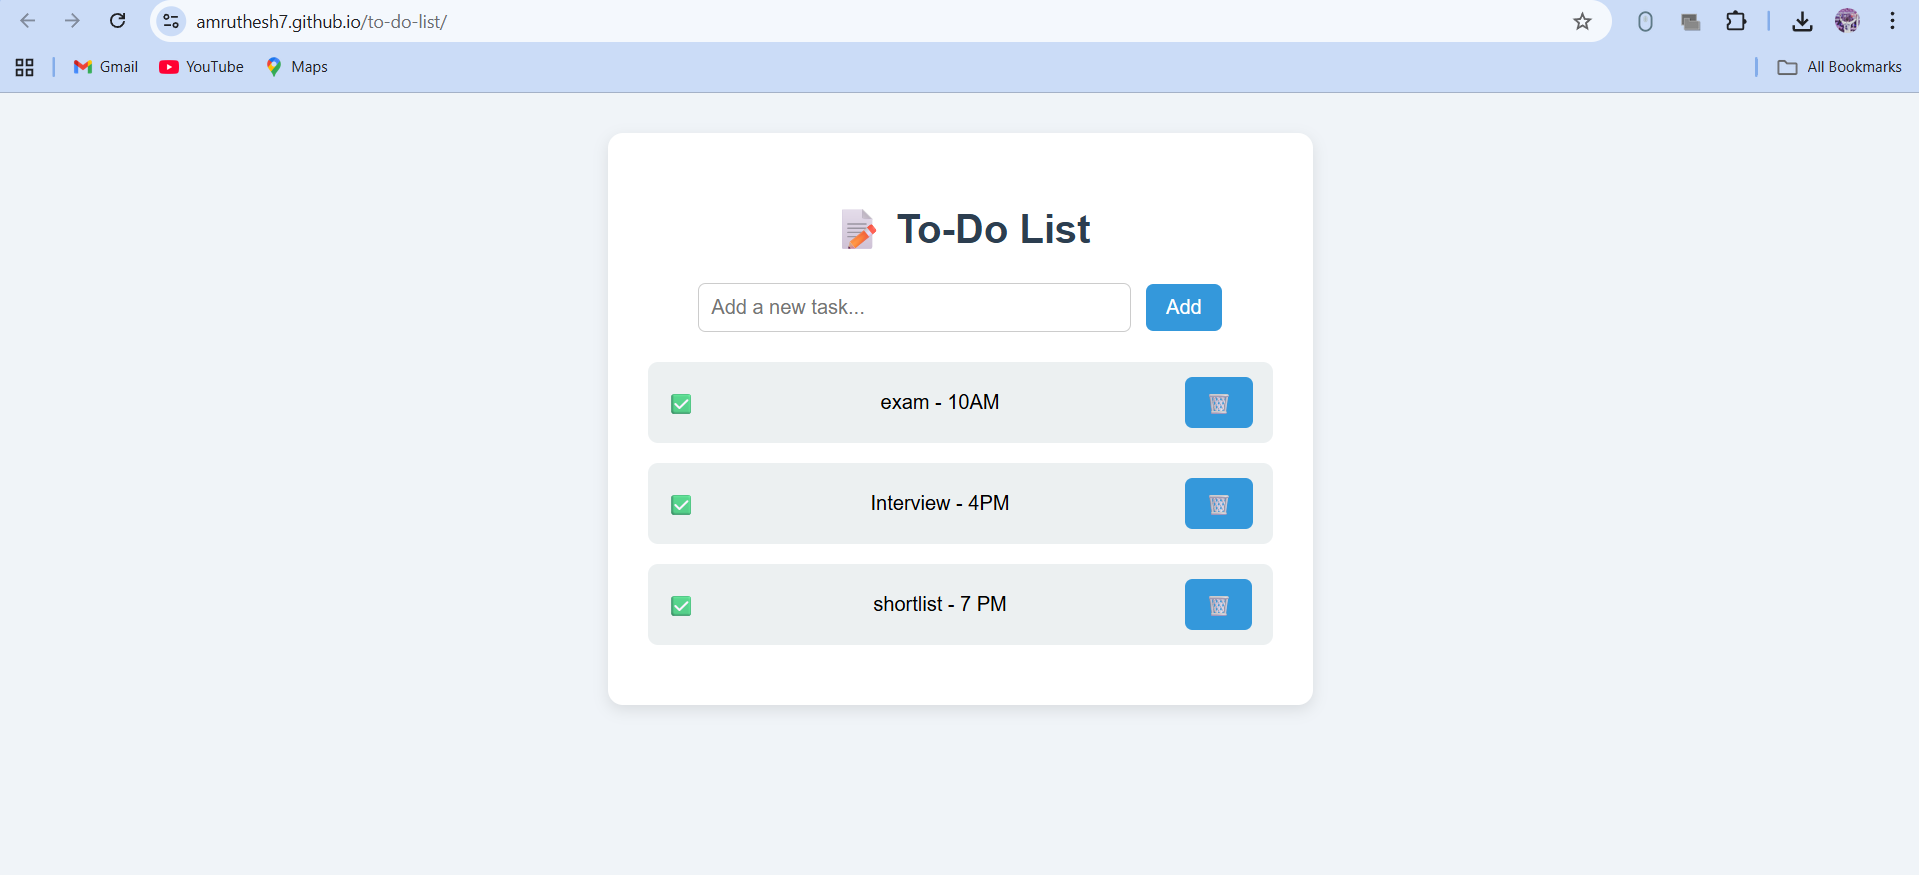 amruthesh7.github.io/to-do-list/
Gmail YouTube Maps All Bookmarks
To-Do List
Add a new task... Add
exam - 10AM
Interview - 4PM
shortlist - 7 PM